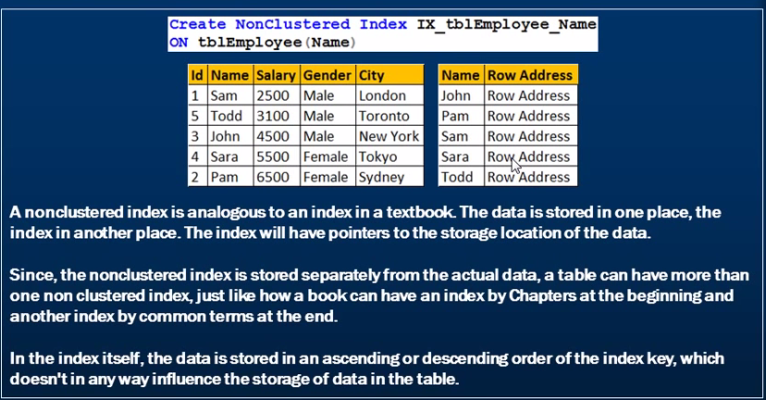 Create NonClustered Index IX_tblEmployee_Name
ON tblEmployee(Name)
Id Name Salary Gender City
1 Sam 2500 Male London
5 Todd 3100 Male Toronto
3 John 4500 Male New York
4 Sara 5500 Female Tokyo
2 Pam 6500 Female Sydney
Name Row Address
John Row Address
Pam Row Address
Sam Row Address
Sara Row Address
Todd Row Address
A nonclustered index is analogous to an index in a textbook. The data is stored in one place, the
index in another place. The index will have pointers to the storage location of the data.
Since, the nonclustered index is stored separately from the actual data, a table can have more than
one non clustered index, just like how a book can have an index by Chapters at the beginning and
another index by common terms at the end.
In the index itself, the data is stored in an ascending or descending order of the index key, which
doesn't in any way influence the storage of data in the table.